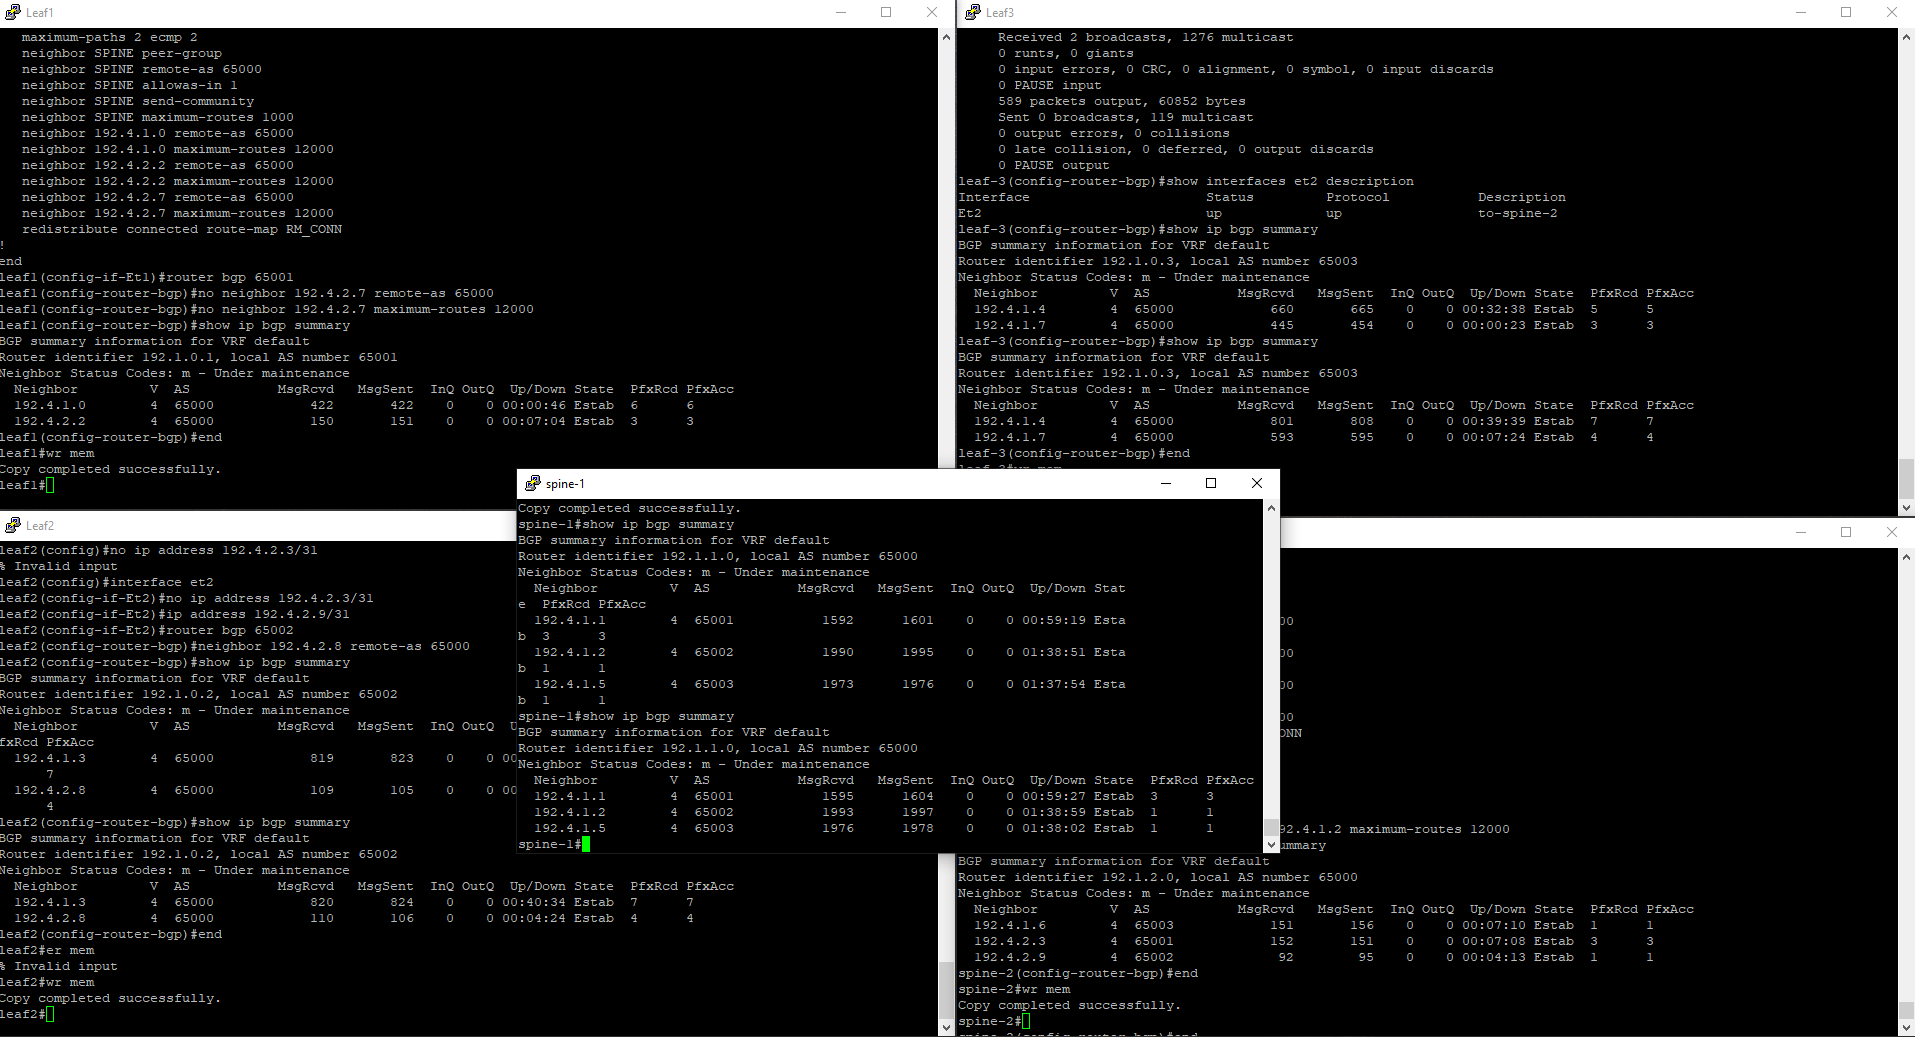 Leaf1
maximum-paths 2 ecmp 2
neighbor SPINE peer-group
neighbor SPINE remote-as 65000
neighbor SPINE allowas-in 1
neighbor SPINE send-community
neighbor SPINE maximum-routes 1000
neighbor 192.4.1.0 remote-as 65000
neighbor 192.4.1.0 maximum-routes 12000
neighbor 192.4.2.2 remote-as 65000
neighbor 192.4.2.2 maximum-routes 12000
neighbor 192.4.2.7 remote-as 65000
neighbor 192.4.2.7 maximum-routes 12000
redistribute connected route-map RM_CONN
!
end
leaf1(config-if-Et1)#router bgp 65001
leaf1(config-router-bgp)#no neighbor 192.4.2.7 remote-as 65000
leaf1(config-router-bgp)#no neighbor 192.4.2.7 maximum-routes 12000
leaf1(config-router-bgp)#show ip bgp summary
BGP summary information for VRF default
Router identifier 192.1.0.1, local AS number 65001
Neighbor Status Codes: m - Under maintenance
Neighbor V AS MsgRcvd MsgSent InQ OutQ Up/Down State PfxRcd PfxAcc
192.4.1.0 4 65000 422 422 0 0 00:00:46 Estab 6 6
192.4.2.2 4 65000 150 151 0 0 00:07:04 Estab 3 3
leaf1(config-router-bgp)#end
leaf1#wr mem
Copy completed successfully.
leaf1#
Leaf3
Received 2 broadcasts, 1276 multicast
0 runts, 0 giants
0 input errors, 0 CRC, 0 alignment, 0 symbol, 0 input discards
0 PAUSE input
589 packets output, 60852 bytes
Sent 0 broadcasts, 119 multicast
0 output errors, 0 collisions
0 late collision, 0 deferred, 0 output discards
0 PAUSE output
leaf-3(config-router-bgp)#show interfaces et2 description
Interface Status Protocol Description
Et2 up up to-spine-2
leaf-3(config-router-bgp)#show ip bgp summary
BGP summary information for VRF default
Router identifier 192.1.0.3, local AS number 65003
Neighbor Status Codes: m - Under maintenance
Neighbor V AS MsgRcvd MsgSent InQ OutQ Up/Down State PfxRcd PfxAcc
192.4.1.4 4 65000 660 665 0 0 00:32:38 Estab 5 5
192.4.1.7 4 65000 445 454 0 0 00:00:23 Estab 3 3
leaf-3(config-router-bgp)#show ip bgp summary
BGP summary information for VRF default
Router identifier 192.1.0.3, local AS number 65003
Neighbor Status Codes: m - Under maintenance
Neighbor V AS MsgRcvd MsgSent InQ OutQ Up/Down State PfxRcd PfxAcc
192.4.1.4 4 65000 801 808 0 0 00:39:39 Estab 7 7
192.4.1.7 4 65000 593 595 0 0 00:07:24 Estab 4 4
leaf-3(config-router-bgp)#end
spine-1
Copy completed successfully.
spine-1#show ip bgp summary
BGP summary information for VRF default
Router identifier 192.1.1.0, local AS number 65000
Neighbor Status Codes: m - Under maintenance
Neighbor V AS MsgRcvd MsgSent InQ OutQ Up/Down Stat
e PfxRcd PfxAcc
192.4.1.1 4 65001 1592 1601 0 0 00:59:19 Esta
b 3 3
192.4.1.2 4 65002 1990 1995 0 0 01:38:51 Esta
b 1 1
192.4.1.5 4 65003 1973 1976 0 0 01:37:54 Esta
b 1 1
spine-1#show ip bgp summary
BGP summary information for VRF default
Router identifier 192.1.1.0, local AS number 65000
Neighbor Status Codes: m - Under maintenance
Neighbor V AS MsgRcvd MsgSent InQ OutQ Up/Down State PfxRcd PfxAcc
192.4.1.1 4 65001 1595 1604 0 0 00:59:27 Estab 3 3
192.4.1.2 4 65002 1993 1997 0 0 01:38:59 Estab 1 1
192.4.1.5 4 65003 1976 1978 0 0 01:38:02 Estab 1 1
spine-1#
Leaf2
leaf2(config)#no ip address 192.4.2.3/31
% Invalid input
leaf2(config)#interface et2
leaf2(config-if-Et2)#no ip address 192.4.2.3/31
leaf2(config-if-Et2)#ip address 192.4.2.9/31
leaf2(config-if-Et2)#router bgp 65002
leaf2(config-router-bgp)#neighbor 192.4.2.8 remote-as 65000
leaf2(config-router-bgp)#show ip bgp summary
BGP summary information for VRF default
Router identifier 192.1.0.2, local AS number 65002
Neighbor Status Codes: m - Under maintenance
Neighbor V AS MsgRcvd MsgSent InQ OutQ U
fxRcd PfxAcc
192.4.1.3 4 65000 819 823 0 0 00
7
192.4.2.8 4 65000 109 105 0 0 00
4
leaf2(config-router-bgp)#show ip bgp summary
BGP summary information for VRF default
Router identifier 192.1.0.2, local AS number 65002
Neighbor Status Codes: m - Under maintenance
Neighbor V AS MsgRcvd MsgSent InQ OutQ Up/Down State PfxRcd PfxAcc
192.4.1.3 4 65000 820 824 0 0 00:40:34 Estab 7 7
192.4.2.8 4 65000 110 106 0 0 00:04:24 Estab 4 4
leaf2(config-router-bgp)#end
leaf2#er mem
% Invalid input
leaf2#wr mem
Copy completed successfully.
leaf2#
00
00
00
00
ONN
92.4.1.2 maximum-routes 12000
ummary
BGP summary information for VRF default
Router identifier 192.1.2.0, local AS number 65000
Neighbor Status Codes: m - Under maintenance
Neighbor V AS MsgRcvd MsgSent InQ OutQ Up/Down State PfxRcd PfxAcc
192.4.1.6 4 65003 151 156 0 0 00:07:10 Estab 1 1
192.4.2.3 4 65001 152 151 0 0 00:07:08 Estab 3 3
192.4.2.9 4 65002 92 95 0 0 00:04:13 Estab 1 1
spine-2(config-router-bgp)#end
spine-2#wr mem
Copy completed successfully.
spine-2#